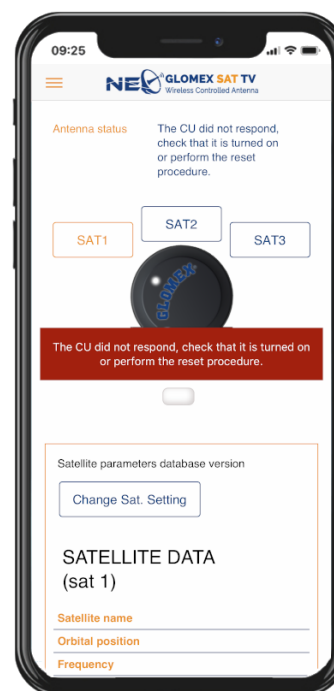 09:25
NE GLOMEX SAT TV
Wireless Controlled Antenna
Antenna status
The CU did not respond,
check that it is turned on
or perform the reset
procedure.
SAT1
SAT2
SAT3
GLOMEX
The CU did not respond, check that it is turned on
or perform the reset procedure.
Satellite parameters database version
Change Sat. Setting
SATELLITE DATA
(sat 1)
Satellite name
Orbital position
Frequency